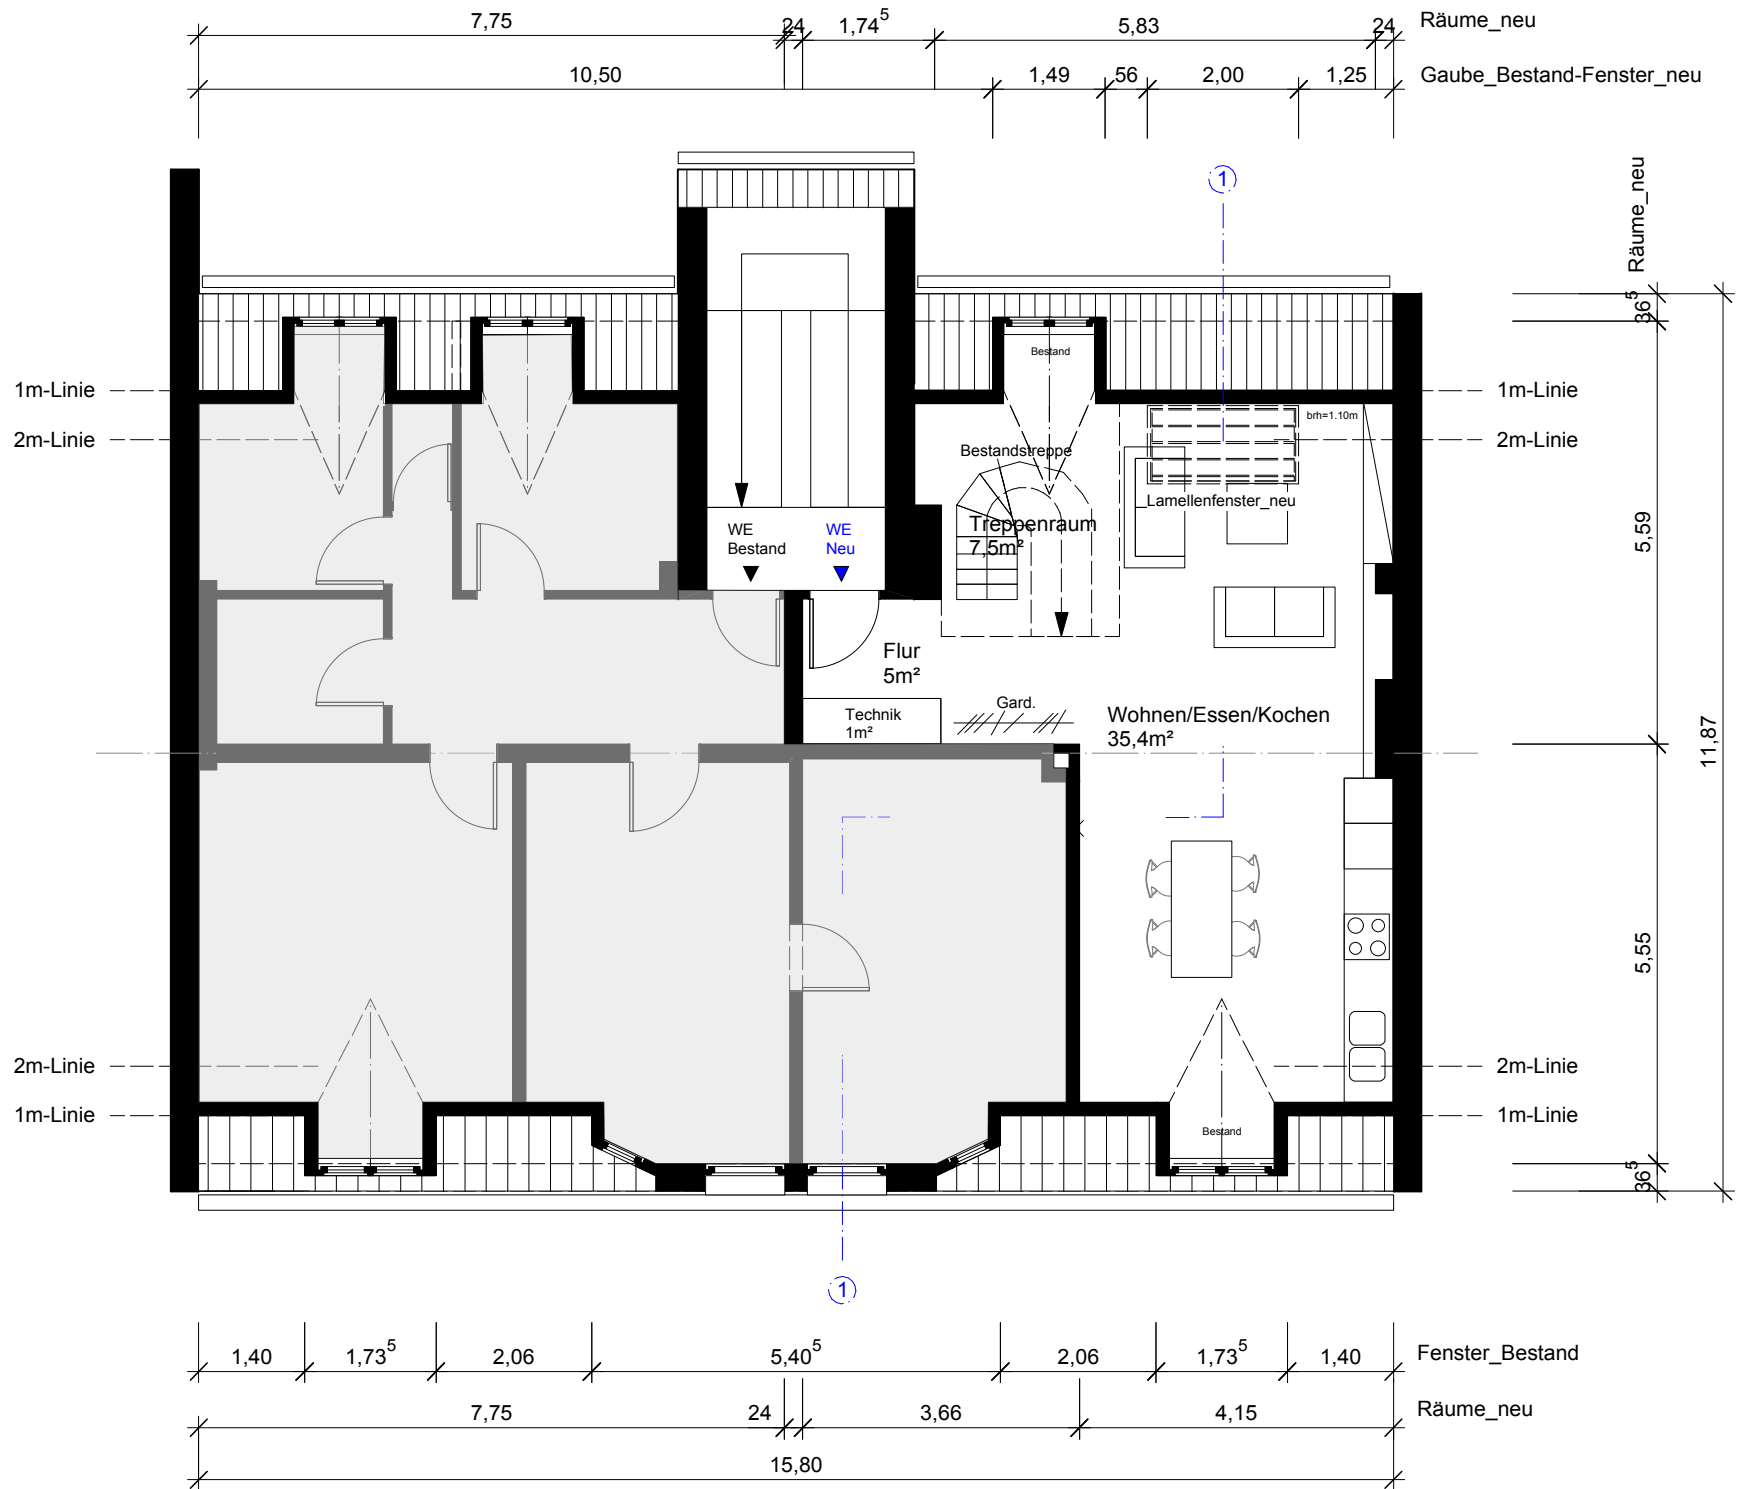 7,75 24 1,74⁵ 5,83 24 Räume_neu
10,50 1,49 56 2,00 1,25 Gaube_Bestand-Fenster_neu
1
Räume_neu
36⁵
Bestand
1m-Linie
1m-Linie
brh=1.10m
2m-Linie
2m-Linie
Bestandstreppe
Lamellenfenster_neu
WE
Bestand
WE
Neu
Treppenraum
7,5m²
5,59
Flur
5m²
Gard.
Technik
1m²
Wohnen/Essen/Kochen
35,4m²
11,87
5,55
2m-Linie
2m-Linie
1m-Linie
1m-Linie
Bestand
36⁵
1
1,40 1,73⁵ 2,06 5,40⁵ 2,06 1,73⁵ 1,40 Fenster_Bestand
7,75 24 3,66 4,15 Räume_neu
15,80